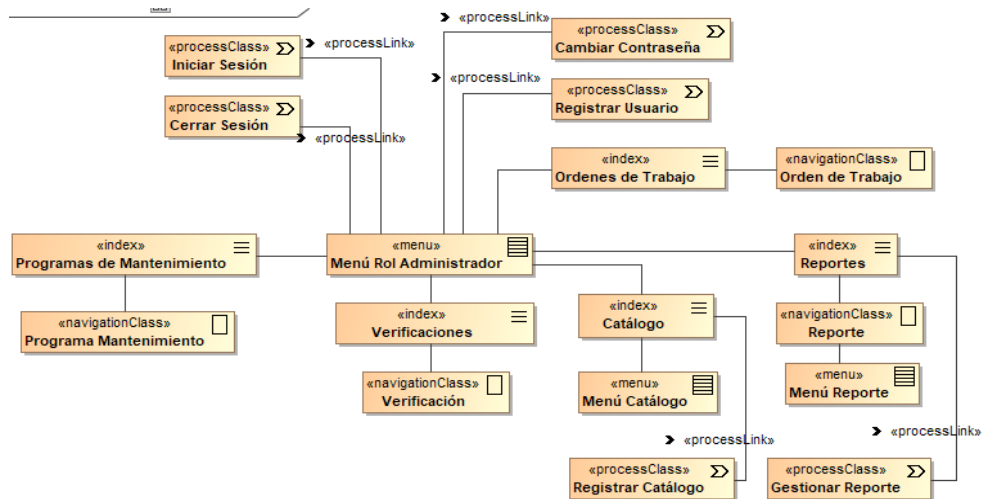 «processLink»
«processClass»
Cambiar Contraseña
«processClass»
Iniciar Sesión
«processLink»
«processLink»
«processClass»
Registrar Usuario
«processClass»
Cerrar Sesión
«processLink»
«index»
Ordenes de Trabajo
«navigationClass»
Orden de Trabajo
«index»
Programas de Mantenimiento
«menu»
Menú Rol Administrador
«index»
Reportes
«navigationClass»
Programa Mantenimiento
«index»
Verificaciones
«index»
Catálogo
«navigationClass»
Reporte
«navigationClass»
Verificación
«menu»
Menú Catálogo
«menu»
Menú Reporte
«processLink»
«processLink»
«processClass»
Registrar Catálogo
«processClass»
Gestionar Reporte